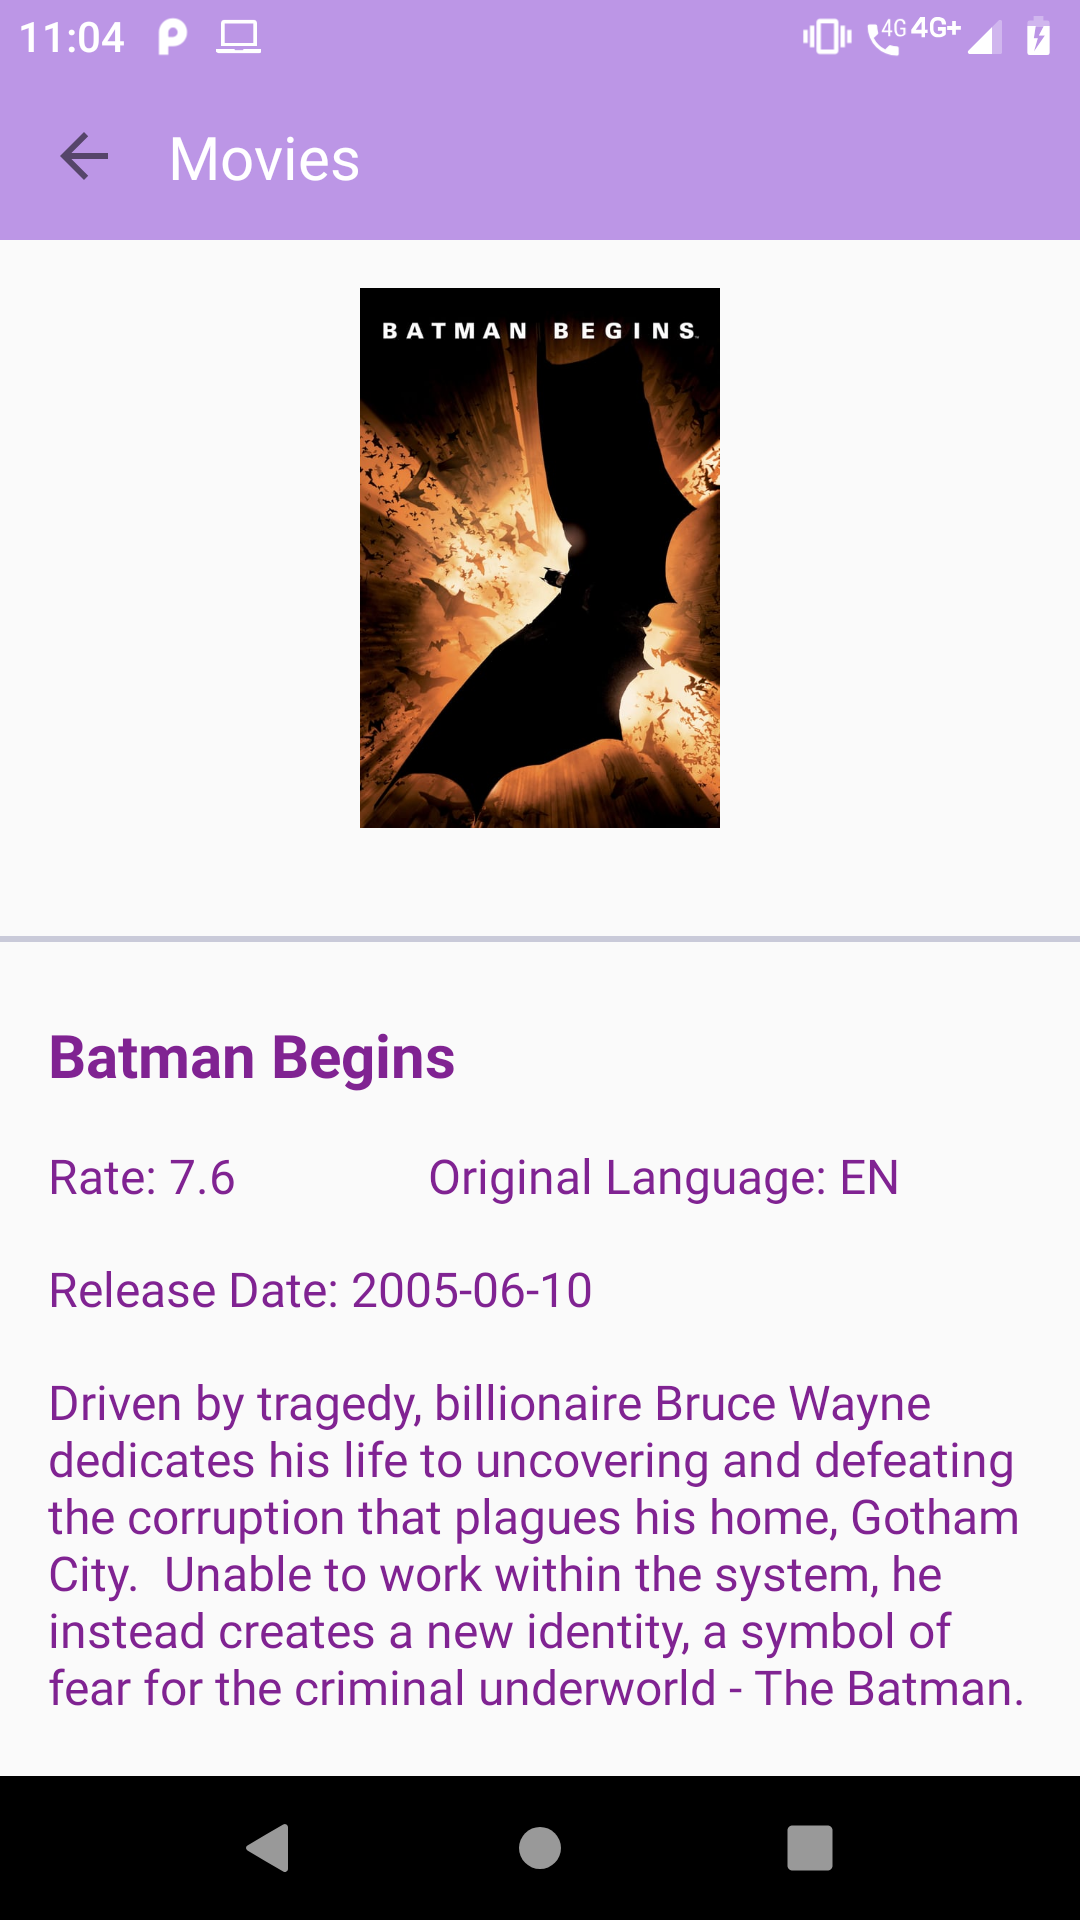 11:04
4G 4G+
Movies
BATMAN BEGINS
Batman Begins
Rate: 7.6 Original Language: EN
Release Date: 2005-06-10
Driven by tragedy, billionaire Bruce Wayne
dedicates his life to uncovering and defeating
the corruption that plagues his home, Gotham
City.  Unable to work within the system, he
instead creates a new identity, a symbol of
fear for the criminal underworld - The Batman.